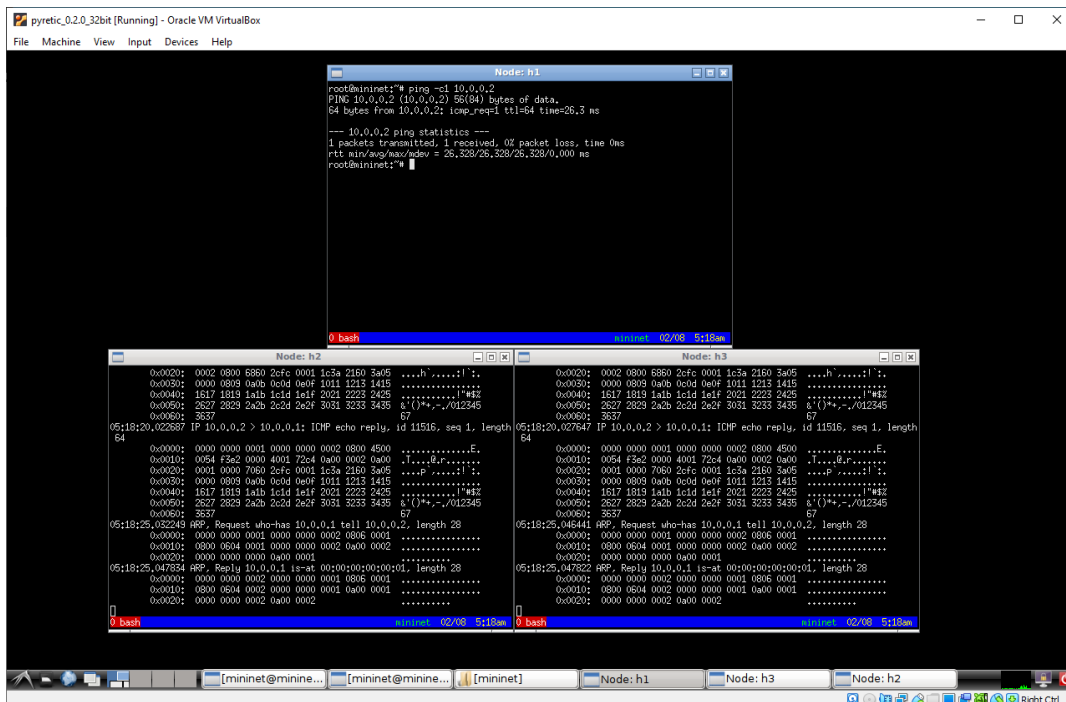 pyretic_0.2.0_32bit [Running] - Oracle VM VirtualBox
File Machine View Input Devices Help
Node: h1
root@mininet:~# ping -c1 10.0.0.2
PING 10.0.0.2 (10.0.0.2) 56(84) bytes of data.
64 bytes from 10.0.0.2: icmp_req=1 ttl=64 time=26.3 ms
--- 10.0.0.2 ping statistics ---
1 packets transmitted, 1 received, 0% packet loss, time 0ms
rtt min/avg/max/mdev = 26.328/26.328/26.328/0.000 ms
root@mininet:~#
0 bash mininet 02/08 5:18am
Node: h2
0x0020: 0002 0800 6860 2cfc 0001 1c3a 2160 3a05 ....h`,....:!`:.
0x0030: 0000 0809 0a0b 0c0d 0e0f 1011 1213 1415 ................
0x0040: 1617 1819 1a1b 1c1d 1e1f 2021 2223 2425 ...........!"#$%
0x0050: 2627 2829 2a2b 2c2d 2e2f 3031 3233 3435 &'()*+,-./012345
0x0060: 3637 67
05:18:20.022687 IP 10.0.0.2 > 10.0.0.1: ICMP echo reply, id 11516, seq 1, length
64
0x0000: 0000 0000 0001 0000 0000 0002 0800 4500 ..............E.
0x0010: 0054 f3e2 0000 4001 72c4 0a00 0002 0a00 .T....@.r.......
0x0020: 0001 0000 7060 2cfc 0001 1c3a 2160 3a05 ....p`,....:!`:.
0x0030: 0000 0809 0a0b 0c0d 0e0f 1011 1213 1415 ................
0x0040: 1617 1819 1a1b 1c1d 1e1f 2021 2223 2425 ...........!"#$%
0x0050: 2627 2829 2a2b 2c2d 2e2f 3031 3233 3435 &'()*+,-./012345
0x0060: 3637 67
05:18:25.032249 ARP, Request who-has 10.0.0.1 tell 10.0.0.2, length 28
0x0000: 0000 0000 0001 0000 0000 0002 0806 0001 ................
0x0010: 0800 0604 0001 0000 0000 0002 0a00 0002 ................
0x0020: 0000 0000 0000 0a00 0001 ..........
05:18:25.047834 ARP, Reply 10.0.0.1 is-at 00:00:00:00:00:01, length 28
0x0000: 0000 0000 0002 0000 0000 0001 0806 0001 ................
0x0010: 0800 0604 0002 0000 0000 0001 0a00 0001 ................
0x0020: 0000 0000 0002 0a00 0002 ..........
0 bash mininet 02/08 5:18am
Node: h3
0x0020: 0002 0800 6860 2cfc 0001 1c3a 2160 3a05 ....h`,....:!`:.
0x0030: 0000 0809 0a0b 0c0d 0e0f 1011 1213 1415 ................
0x0040: 1617 1819 1a1b 1c1d 1e1f 2021 2223 2425 ...........!"#$%
0x0050: 2627 2829 2a2b 2c2d 2e2f 3031 3233 3435 &'()*+,-./012345
0x0060: 3637 67
05:18:20.027647 IP 10.0.0.2 > 10.0.0.1: ICMP echo reply, id 11516, seq 1, length
64
0x0000: 0000 0000 0001 0000 0000 0002 0800 4500 ..............E.
0x0010: 0054 f3e2 0000 4001 72c4 0a00 0002 0a00 .T....@.r.......
0x0020: 0001 0000 7060 2cfc 0001 1c3a 2160 3a05 ....p`,....:!`:.
0x0030: 0000 0809 0a0b 0c0d 0e0f 1011 1213 1415 ................
0x0040: 1617 1819 1a1b 1c1d 1e1f 2021 2223 2425 ...........!"#$%
0x0050: 2627 2829 2a2b 2c2d 2e2f 3031 3233 3435 &'()*+,-./012345
0x0060: 3637 67
05:18:25.046441 ARP, Request who-has 10.0.0.1 tell 10.0.0.2, length 28
0x0000: 0000 0000 0001 0000 0000 0002 0806 0001 ................
0x0010: 0800 0604 0001 0000 0000 0002 0a00 0002 ................
0x0020: 0000 0000 0000 0a00 0001 ..........
05:18:25.047822 ARP, Reply 10.0.0.1 is-at 00:00:00:00:00:01, length 28
0x0000: 0000 0000 0002 0000 0000 0001 0806 0001 ................
0x0010: 0800 0604 0002 0000 0000 0001 0a00 0001 ................
0x0020: 0000 0000 0002 0a00 0002 ..........
0 bash mininet 02/08 5:18am
[mininet@minine... [mininet@minine... [mininet] Node: h1 Node: h3 Node: h2
Right Ctrl